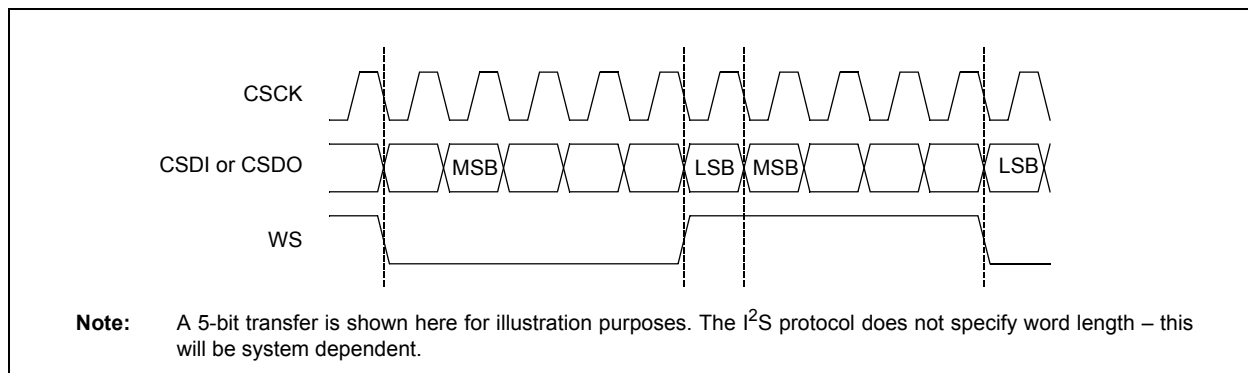 CSCK
CSDI or CSDO MSB LSB MSB LSB
WS
Note: A 5-bit transfer is shown here for illustration purposes. The I²S protocol does not specify word length – this
will be system dependent.